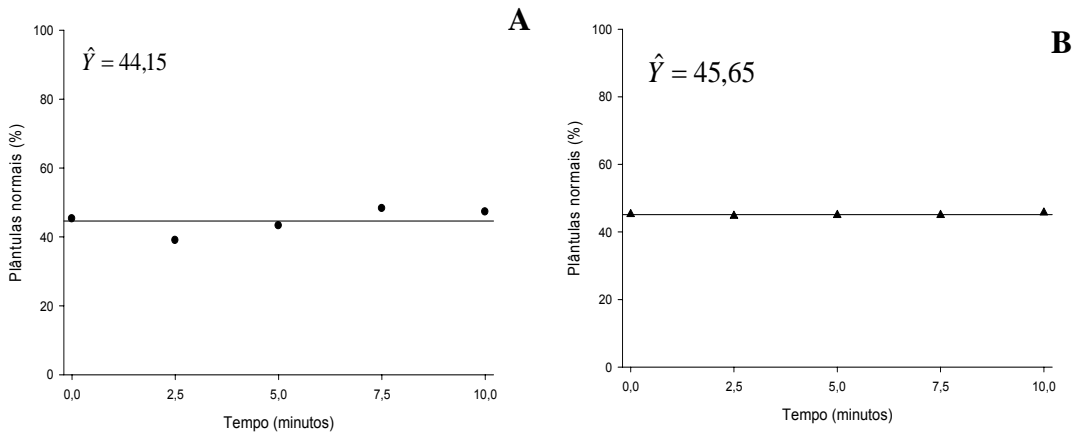 A
Ŷ = 44,15
Plântulas normais (%)
100
80
60
40
20
0
0,0 2,5 5,0 7,5 10,0
Tempo (minutos)
B
Ŷ = 45,65
Plântulas normais (%)
100
80
60
40
20
0
0,0 2,5 5,0 7,5 10,0
Tempo (minutos)